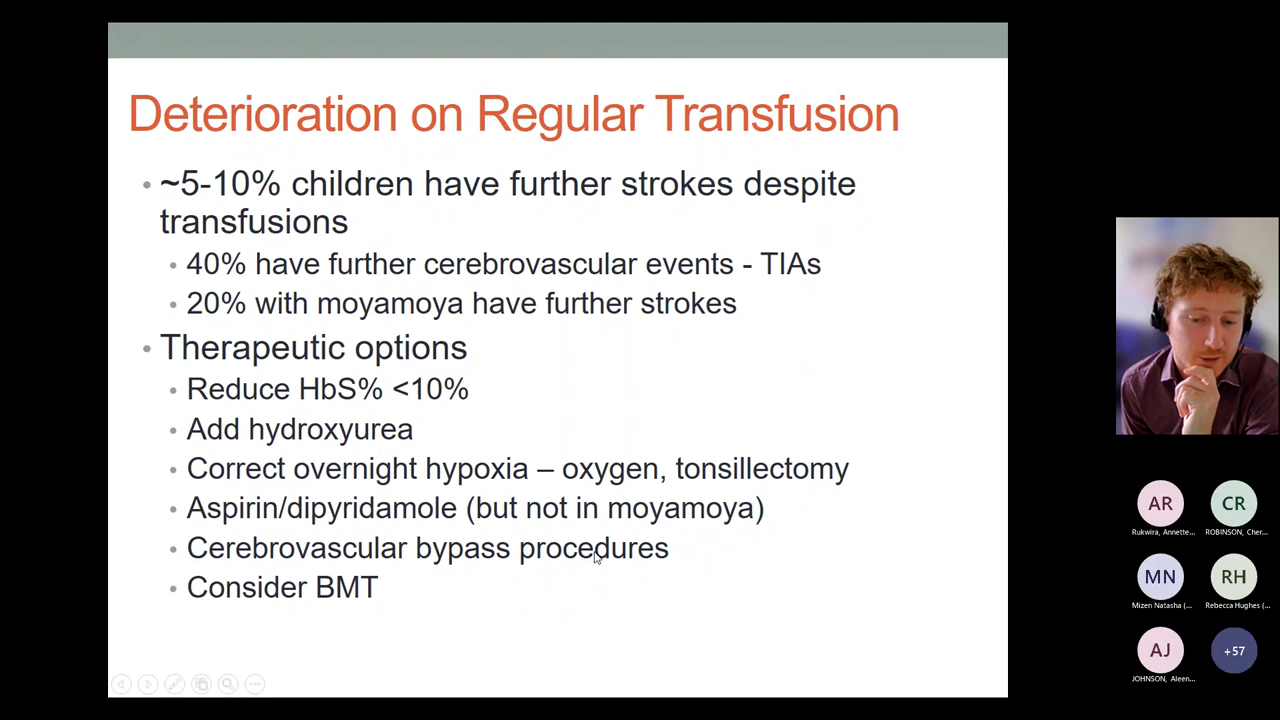 Deterioration on Regular Transfusion
• ~5-10% children have further strokes despite
transfusions
• 40% have further cerebrovascular events - TIAs
• 20% with moyamoya have further strokes
• Therapeutic options
• Reduce HbS% <10%
• Add hydroxyurea
• Correct overnight hypoxia – oxygen, tonsillectomy
• Aspirin/dipyridamole (but not in moyamoya)
• Cerebrovascular bypass procedures
• Consider BMT
AR
CR
Rukwira, Annette...
ROBINSON, Cher...
MN
RH
Mizen Natasha (...
Rebecca Hughes (...
AJ
+57
JOHNSON, Aleen...